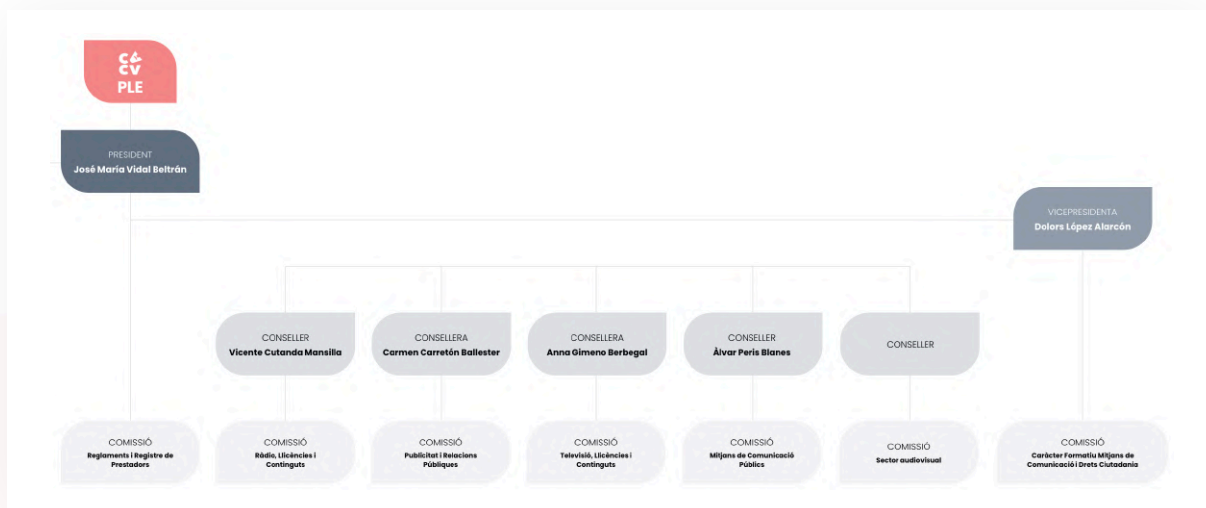 CACV
PLE
PRESIDENT
José María Vidal Beltrán
VICEPRESIDENTA
Dolors López Alarcón
CONSELLER
Vicente Cutanda Mansilla
CONSELLERA
Carmen Carretón Ballester
CONSELLERA
Anna Gimeno Berbegal
CONSELLER
Àlvar Peris Blanes
CONSELLER
COMISSIÓ
Reglaments i Registre de
Prestadors
COMISSIÓ
Ràdio, Llicències i
Continguts
COMISSIÓ
Publicitat i Relacions
Públiques
COMISSIÓ
Televisió, Llicències i
Continguts
COMISSIÓ
Mitjans de Comunicació
Públics
COMISSIÓ
Sector audiovisual
COMISSIÓ
Caràcter Formatiu Mitjans de
Comunicació i Drets Ciutadania